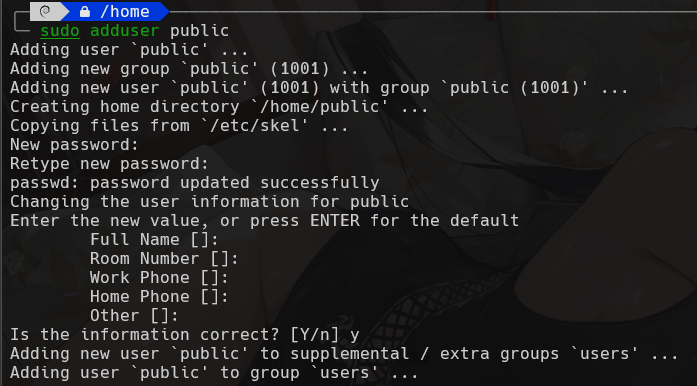 /home
sudo adduser public
Adding user `public' ...
Adding new group `public' (1001) ...
Adding new user `public' (1001) with group `public (1001)' ...
Creating home directory `/home/public' ...
Copying files from `/etc/skel' ...
New password:
Retype new password:
passwd: password updated successfully
Changing the user information for public
Enter the new value, or press ENTER for the default
Full Name []:
Room Number []:
Work Phone []:
Home Phone []:
Other []:
Is the information correct? [Y/n] y
Adding new user `public' to supplemental / extra groups `users' ...
Adding user `public' to group `users' ...